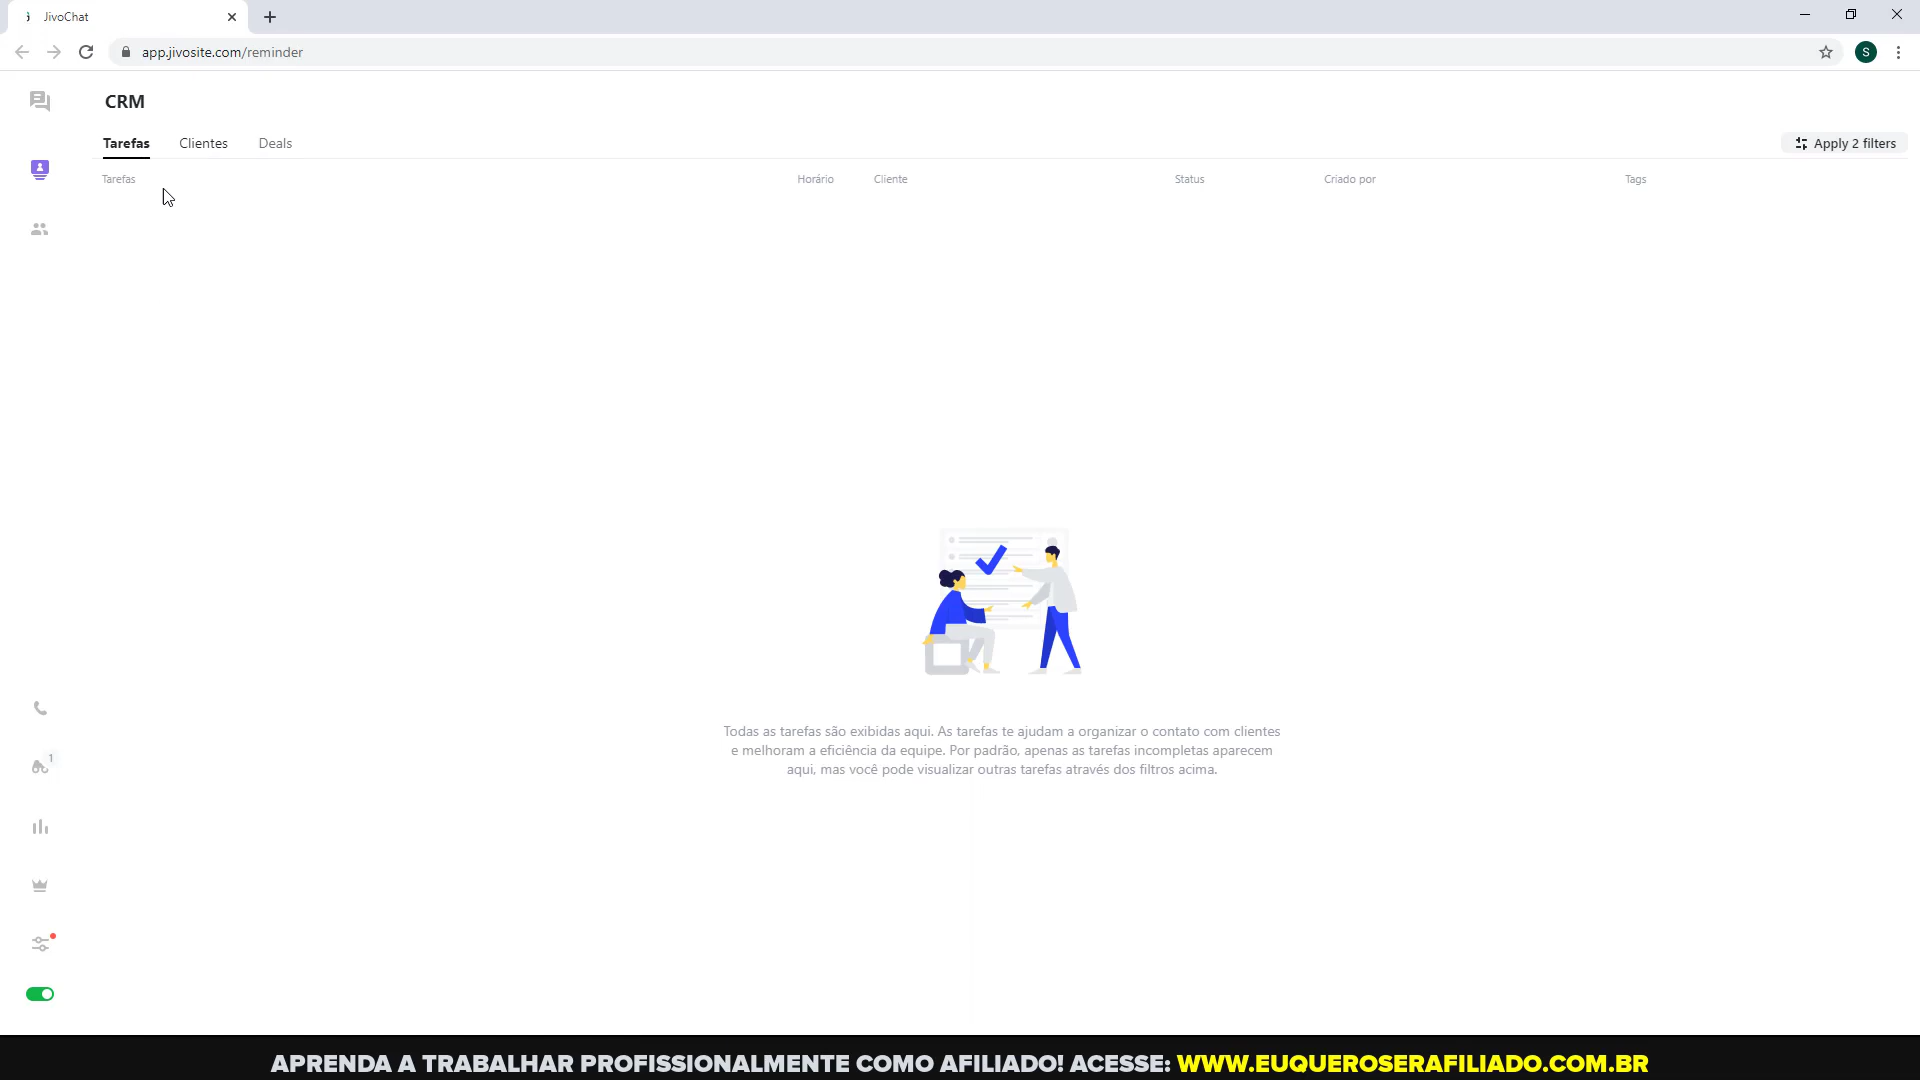 JivoChat
app.jivosite.com/reminder
S
CRM
Tarefas Clientes Deals
Apply 2 filters
Tarefas Horário Cliente Status Criado por Tags
Todas as tarefas são exibidas aqui. As tarefas te ajudam a organizar o contato com clientes
e melhoram a eficiência da equipe. Por padrão, apenas as tarefas incompletas aparecem
aqui, mas você pode visualizar outras tarefas através dos filtros acima.
1
APRENDA A TRABALHAR PROFISSIONALMENTE COMO AFILIADO! ACESSE: WWW.EUQUEROSERAFILIADO.COM.BR